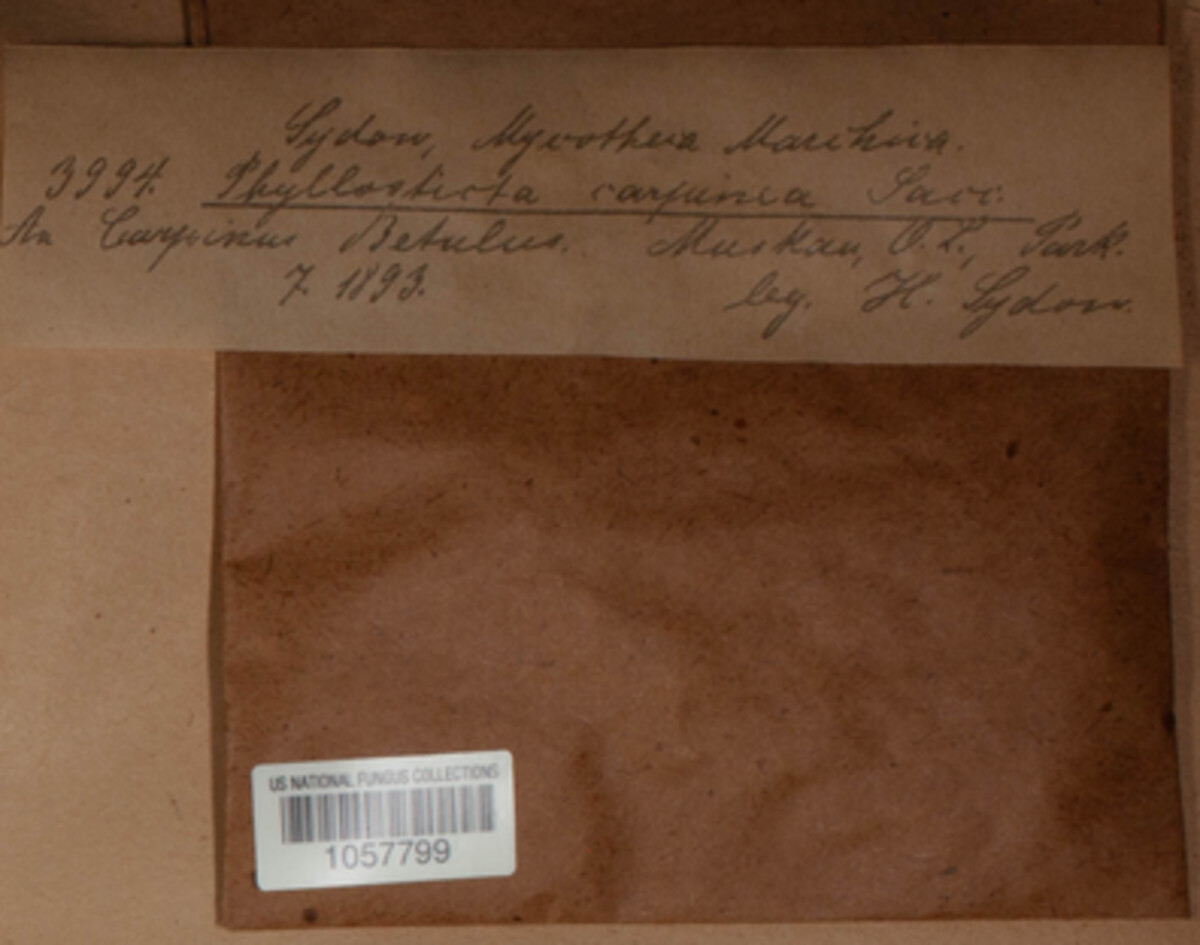 Sydow, Mycotheca Marchica.
3994. Phyllosticta carpinea Sacc.
An Carpinus Betulus. Muskau, O.L., Park.
7. 1893. leg. H. Sydow.
US NATIONAL FUNGUS COLLECTIONS
1057799